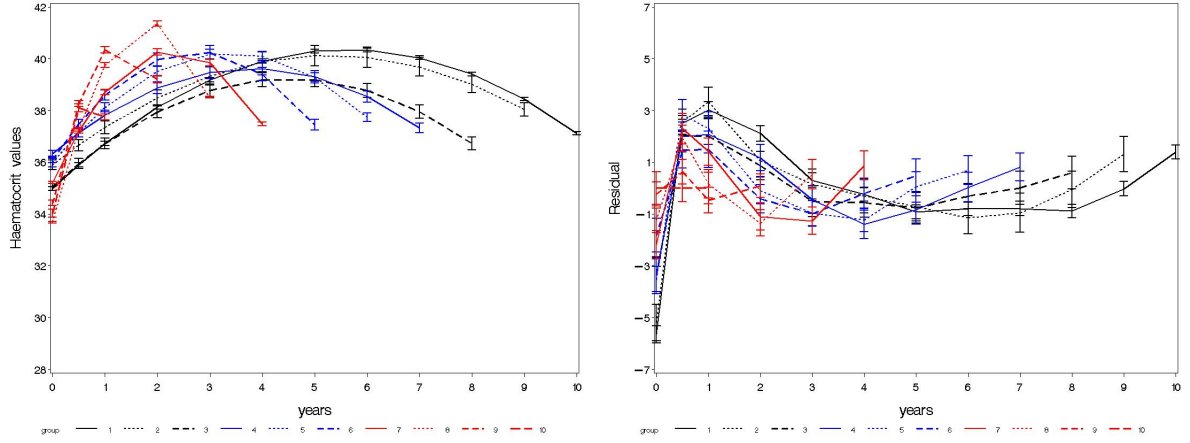 Haematocrit values
42
40
38
36
34
32
30
28
0 1 2 3 4 5 6 7 8 9 10
years
group 1 2 3 4 5 6 7 8 9 10
Residual
7
5
3
1
−1
−3
−5
−7
0 1 2 3 4 5 6 7 8 9 10
years
group 1 2 3 4 5 6 7 8 9 10